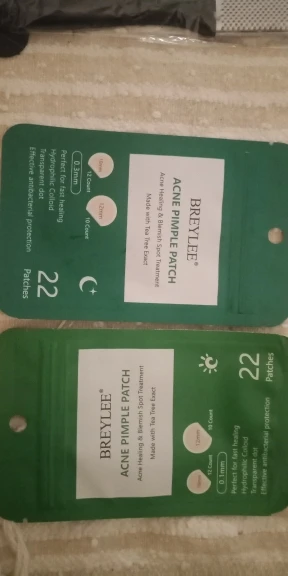 BREYLEE®
ACNE PIMPLE PATCH
Acne Healing & Blemish Spot Treatment
Made with Tea Tree Exact
12 Count
10 Count
12mm
0.3mm
Perfect for fast healing
Hydrophilic Colloid
Transparent dot
Effective antibacterial protection
22
Patches
BREYLEE®
ACNE PIMPLE PATCH
Acne Healing & Blemish Spot Treatment
Made with Tea Tree Exact
10 Count
12 Count
0.1mm
Perfect for fast healing
Hydrophilic Colloid
Transparent dot
Effective antibacterial protection
22
Patches